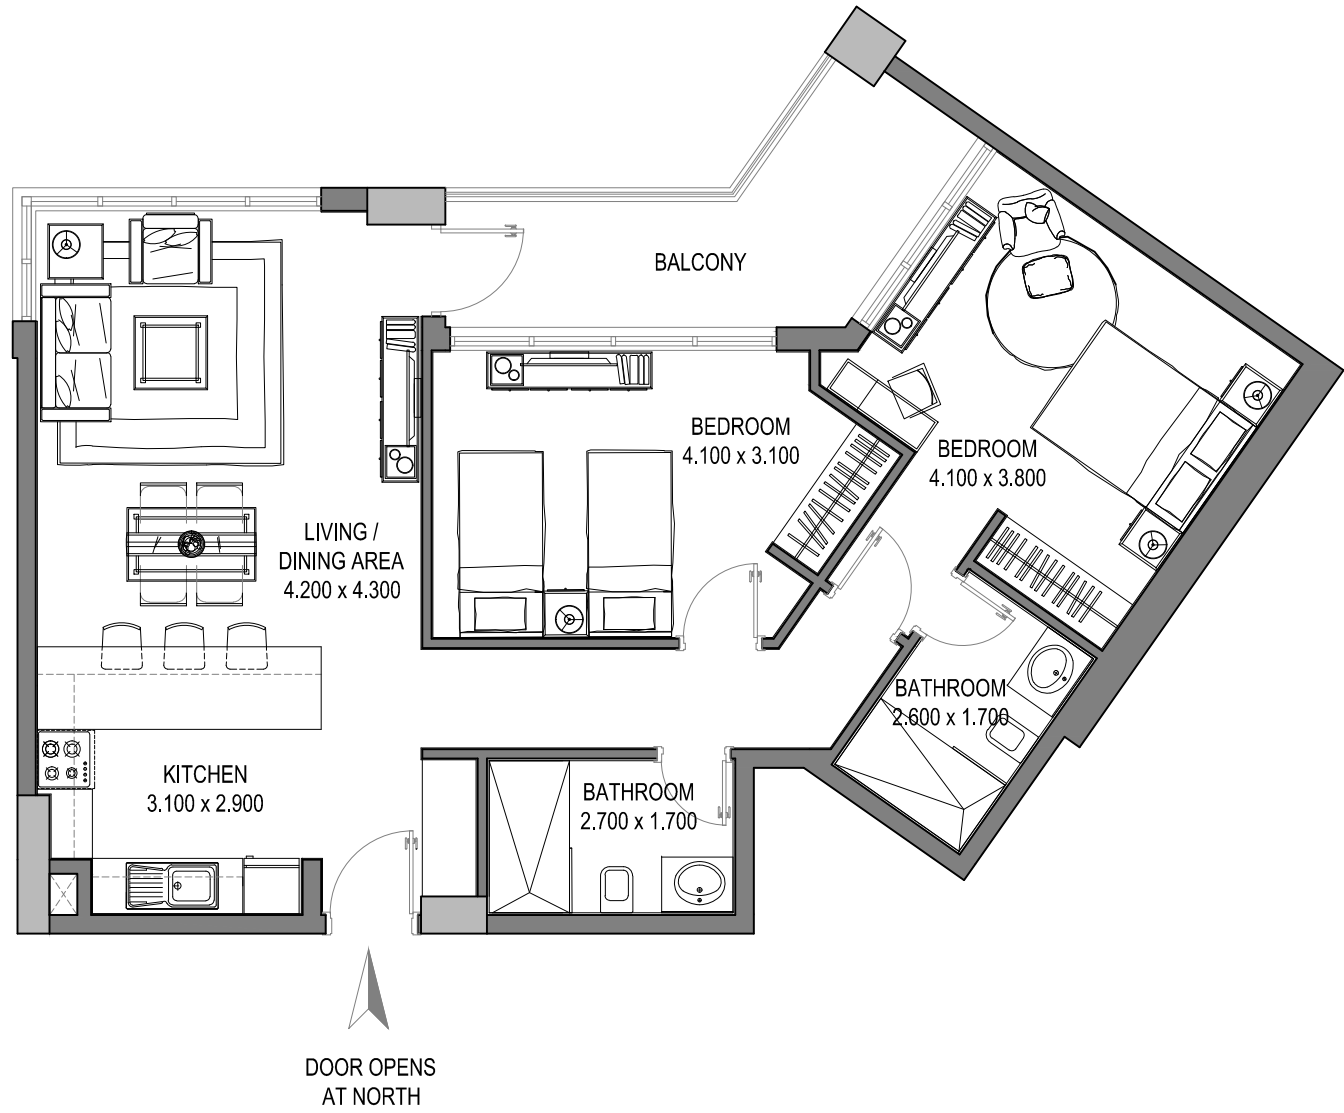 BALCONY
BEDROOM
4.100 x 3.100
BEDROOM
4.100 x 3.800
LIVING /
DINING AREA
4.200 x 4.300
BATHROOM
2.600 x 1.700
KITCHEN
3.100 x 2.900
BATHROOM
2.700 x 1.700
DOOR OPENS
AT NORTH